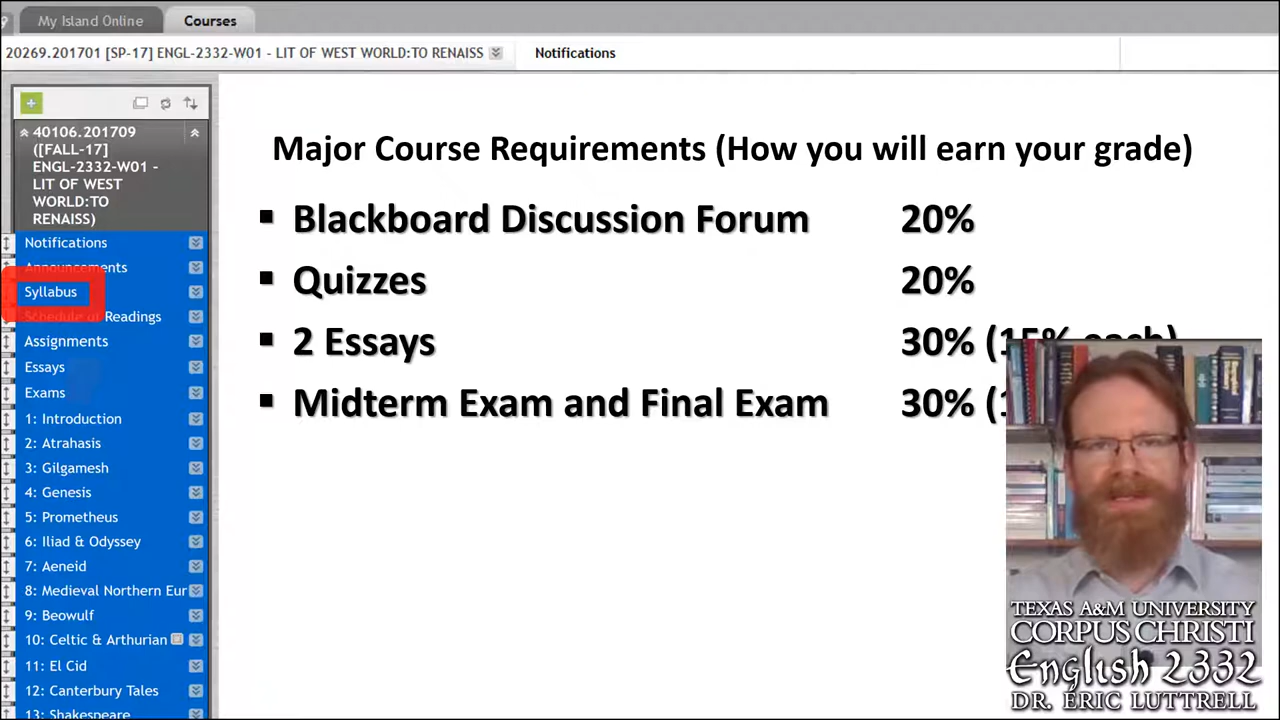 My Island Online
Courses
20269.201701 [SP-17] ENGL-2332-W01 - LIT OF WEST WORLD:TO RENAISS
Notifications
40106.201709
([FALL-17]
ENGL-2332-W01 -
LIT OF WEST
WORLD:TO
RENAISS)
Notifications
Announcements
Syllabus
Schedule of Readings
Assignments
Essays
Exams
1: Introduction
2: Atrahasis
3: Gilgamesh
4: Genesis
5: Prometheus
6: Iliad & Odyssey
7: Aeneid
8: Medieval Northern Eur
9: Beowulf
10: Celtic & Arthurian
11: El Cid
12: Canterbury Tales
13: Shakespeare
Major Course Requirements (How you will earn your grade)
▪ Blackboard Discussion Forum 20%
▪ Quizzes 20%
▪ 2 Essays 30% (15% each)
▪ Midterm Exam and Final Exam 30%
TEXAS A&M UNIVERSITY
CORPUS CHRISTI
English 2332
DR. ERIC LUTTRELL